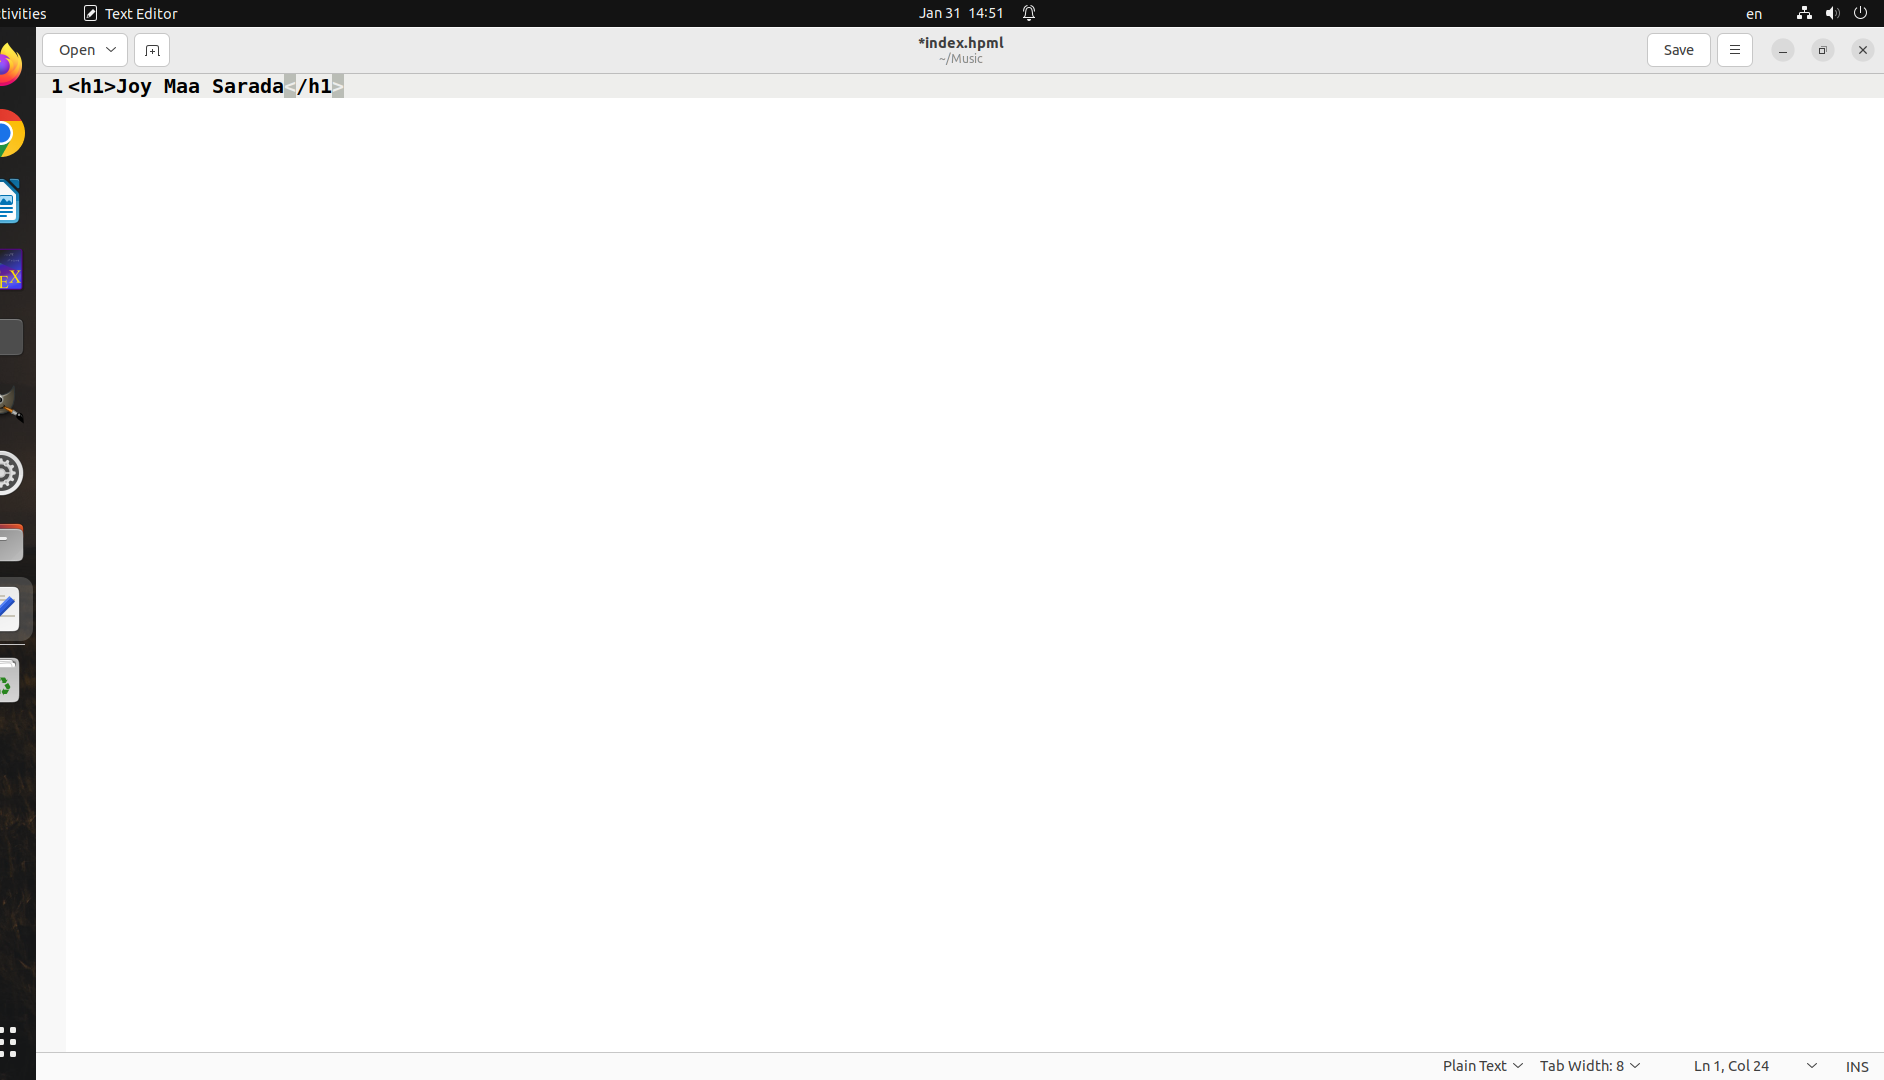 tivities Text Editor Jan 31 14:51 en
Open *index.hpml Save
~/Music
1 <h1>Joy Maa Sarada</h1>
EX
Plain Text Tab Width: 8 Ln 1, Col 24 INS